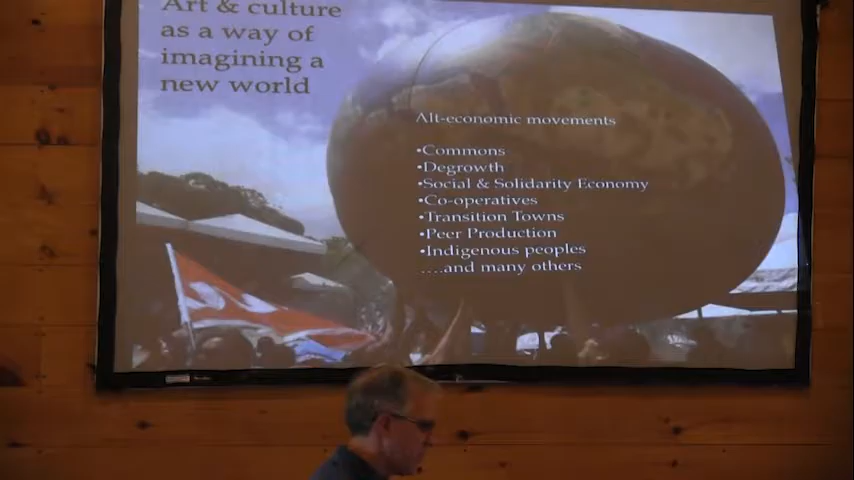 Art & culture
as a way of
imagining a
new world
Alt-economic movements
•Commons
•Degrowth
•Social & Solidarity Economy
•Co-operatives
•Transition Towns
•Peer Production
•Indigenous peoples
….and many others